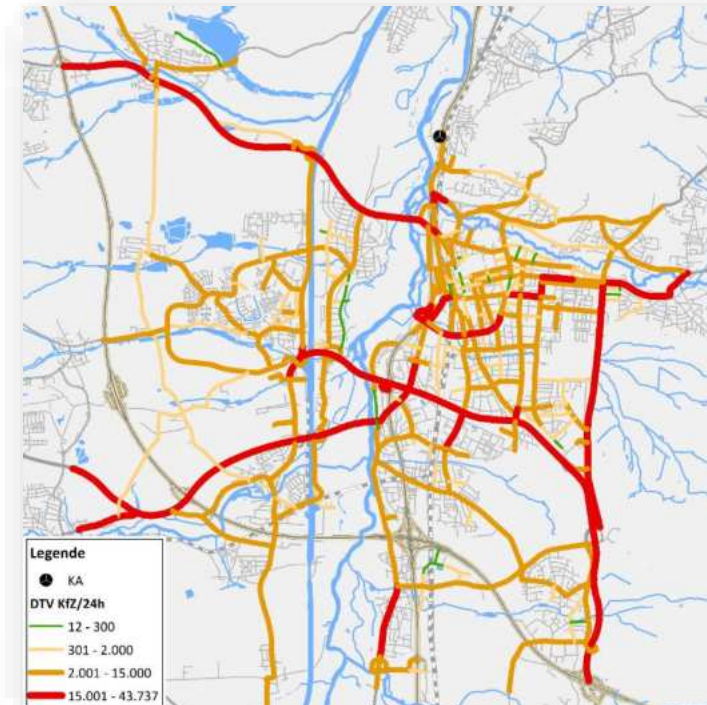 Legende
KA
DTV KfZ/24h
12 - 300
301 - 2.000
2.001 - 15.000
15.001 - 43.737